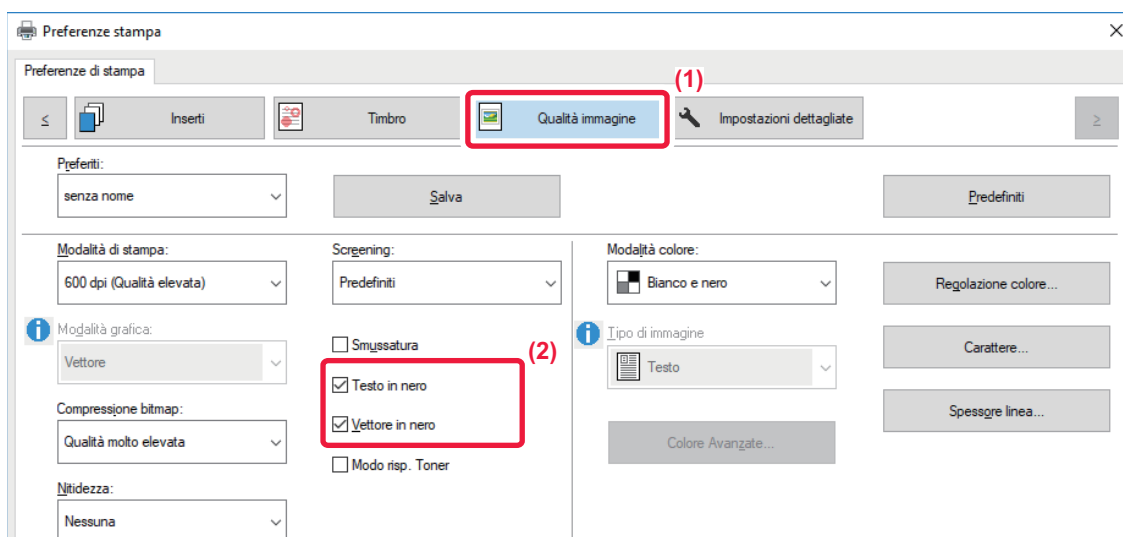 Preferenze stampa
Preferenze di stampa
(1)
< Inserti Timbro Qualità immagine Impostazioni dettagliate >
Preferiti:
senza nome Salva Predefiniti
Modalità di stampa: Screening: Modalità colore:
600 dpi (Qualità elevata) Predefiniti Bianco e nero Regolazione colore...
Modalità grafica: Smussatura (2) Tipo di immagine
Vettore Testo Carattere...
Testo in nero
Compressione bitmap: Vettore in nero Spessore linea...
Qualità molto elevata Colore Avanzate...
Modo risp. Toner
Nitidezza:
Nessuna